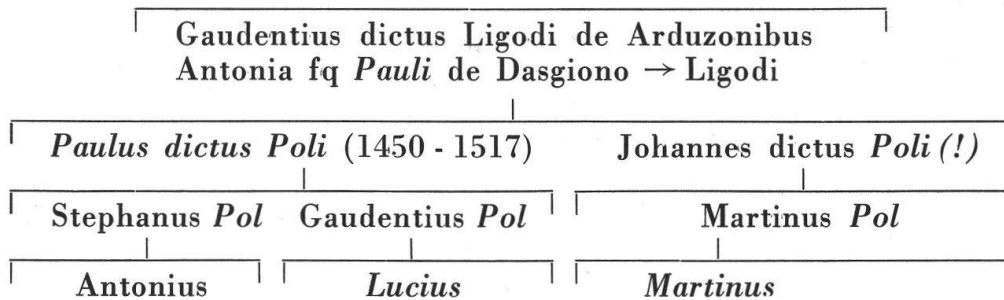 Gaudentius dictus Ligodi de Arduzonibus
Antonia fq Pauli de Dasgiono → Ligodi
Paulus dictus Poli (1450 - 1517) Johannes dictus Poli (!)
Stephanus Pol Gaudentius Pol Martinus Pol
Antonius Lucius Martinus